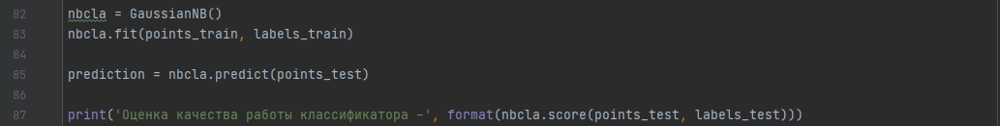 82 nbcla = GaussianNB()
83 nbcla.fit(points_train, labels_train)
84
85 prediction = nbcla.predict(points_test)
86
87 print('Оценка качества работы классификатора -', format(nbcla.score(points_test, labels_test)))